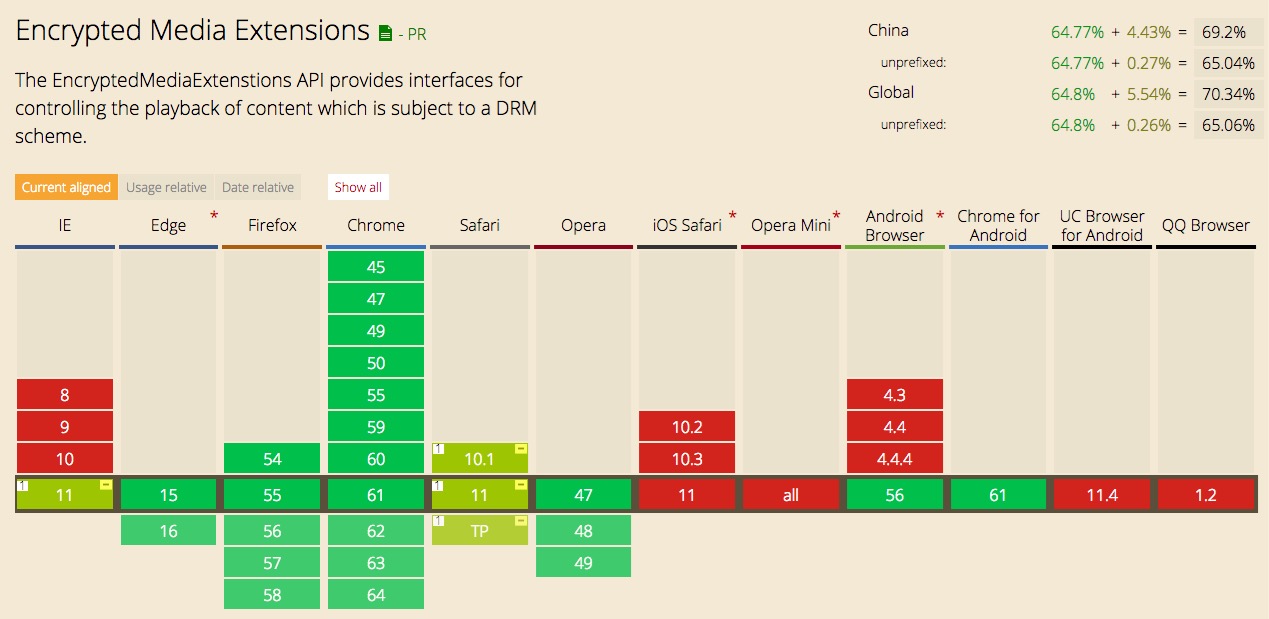 Encrypted Media Extensions - PR
The EncryptedMediaExtenstions API provides interfaces for
controlling the playback of content which is subject to a DRM
scheme.
China 64.77% + 4.43% = 69.2%
unprefixed: 64.77% + 0.27% = 65.04%
Global 64.8% + 5.54% = 70.34%
unprefixed: 64.8% + 0.26% = 65.06%
Current aligned Usage relative Date relative Show all
IE Edge * Firefox Chrome Safari Opera iOS Safari * Opera Mini * Android Browser * Chrome for Android UC Browser for Android QQ Browser
45
47
49
50
8 55 4.3
9 59 10.2 4.4
10 54 60 1 10.1 - 10.3 4.4.4
1 11 - 15 55 61 1 11 - 47 11 all 56 61 11.4 1.2
16 56 62 1 TP - 48
57 63 49
58 64